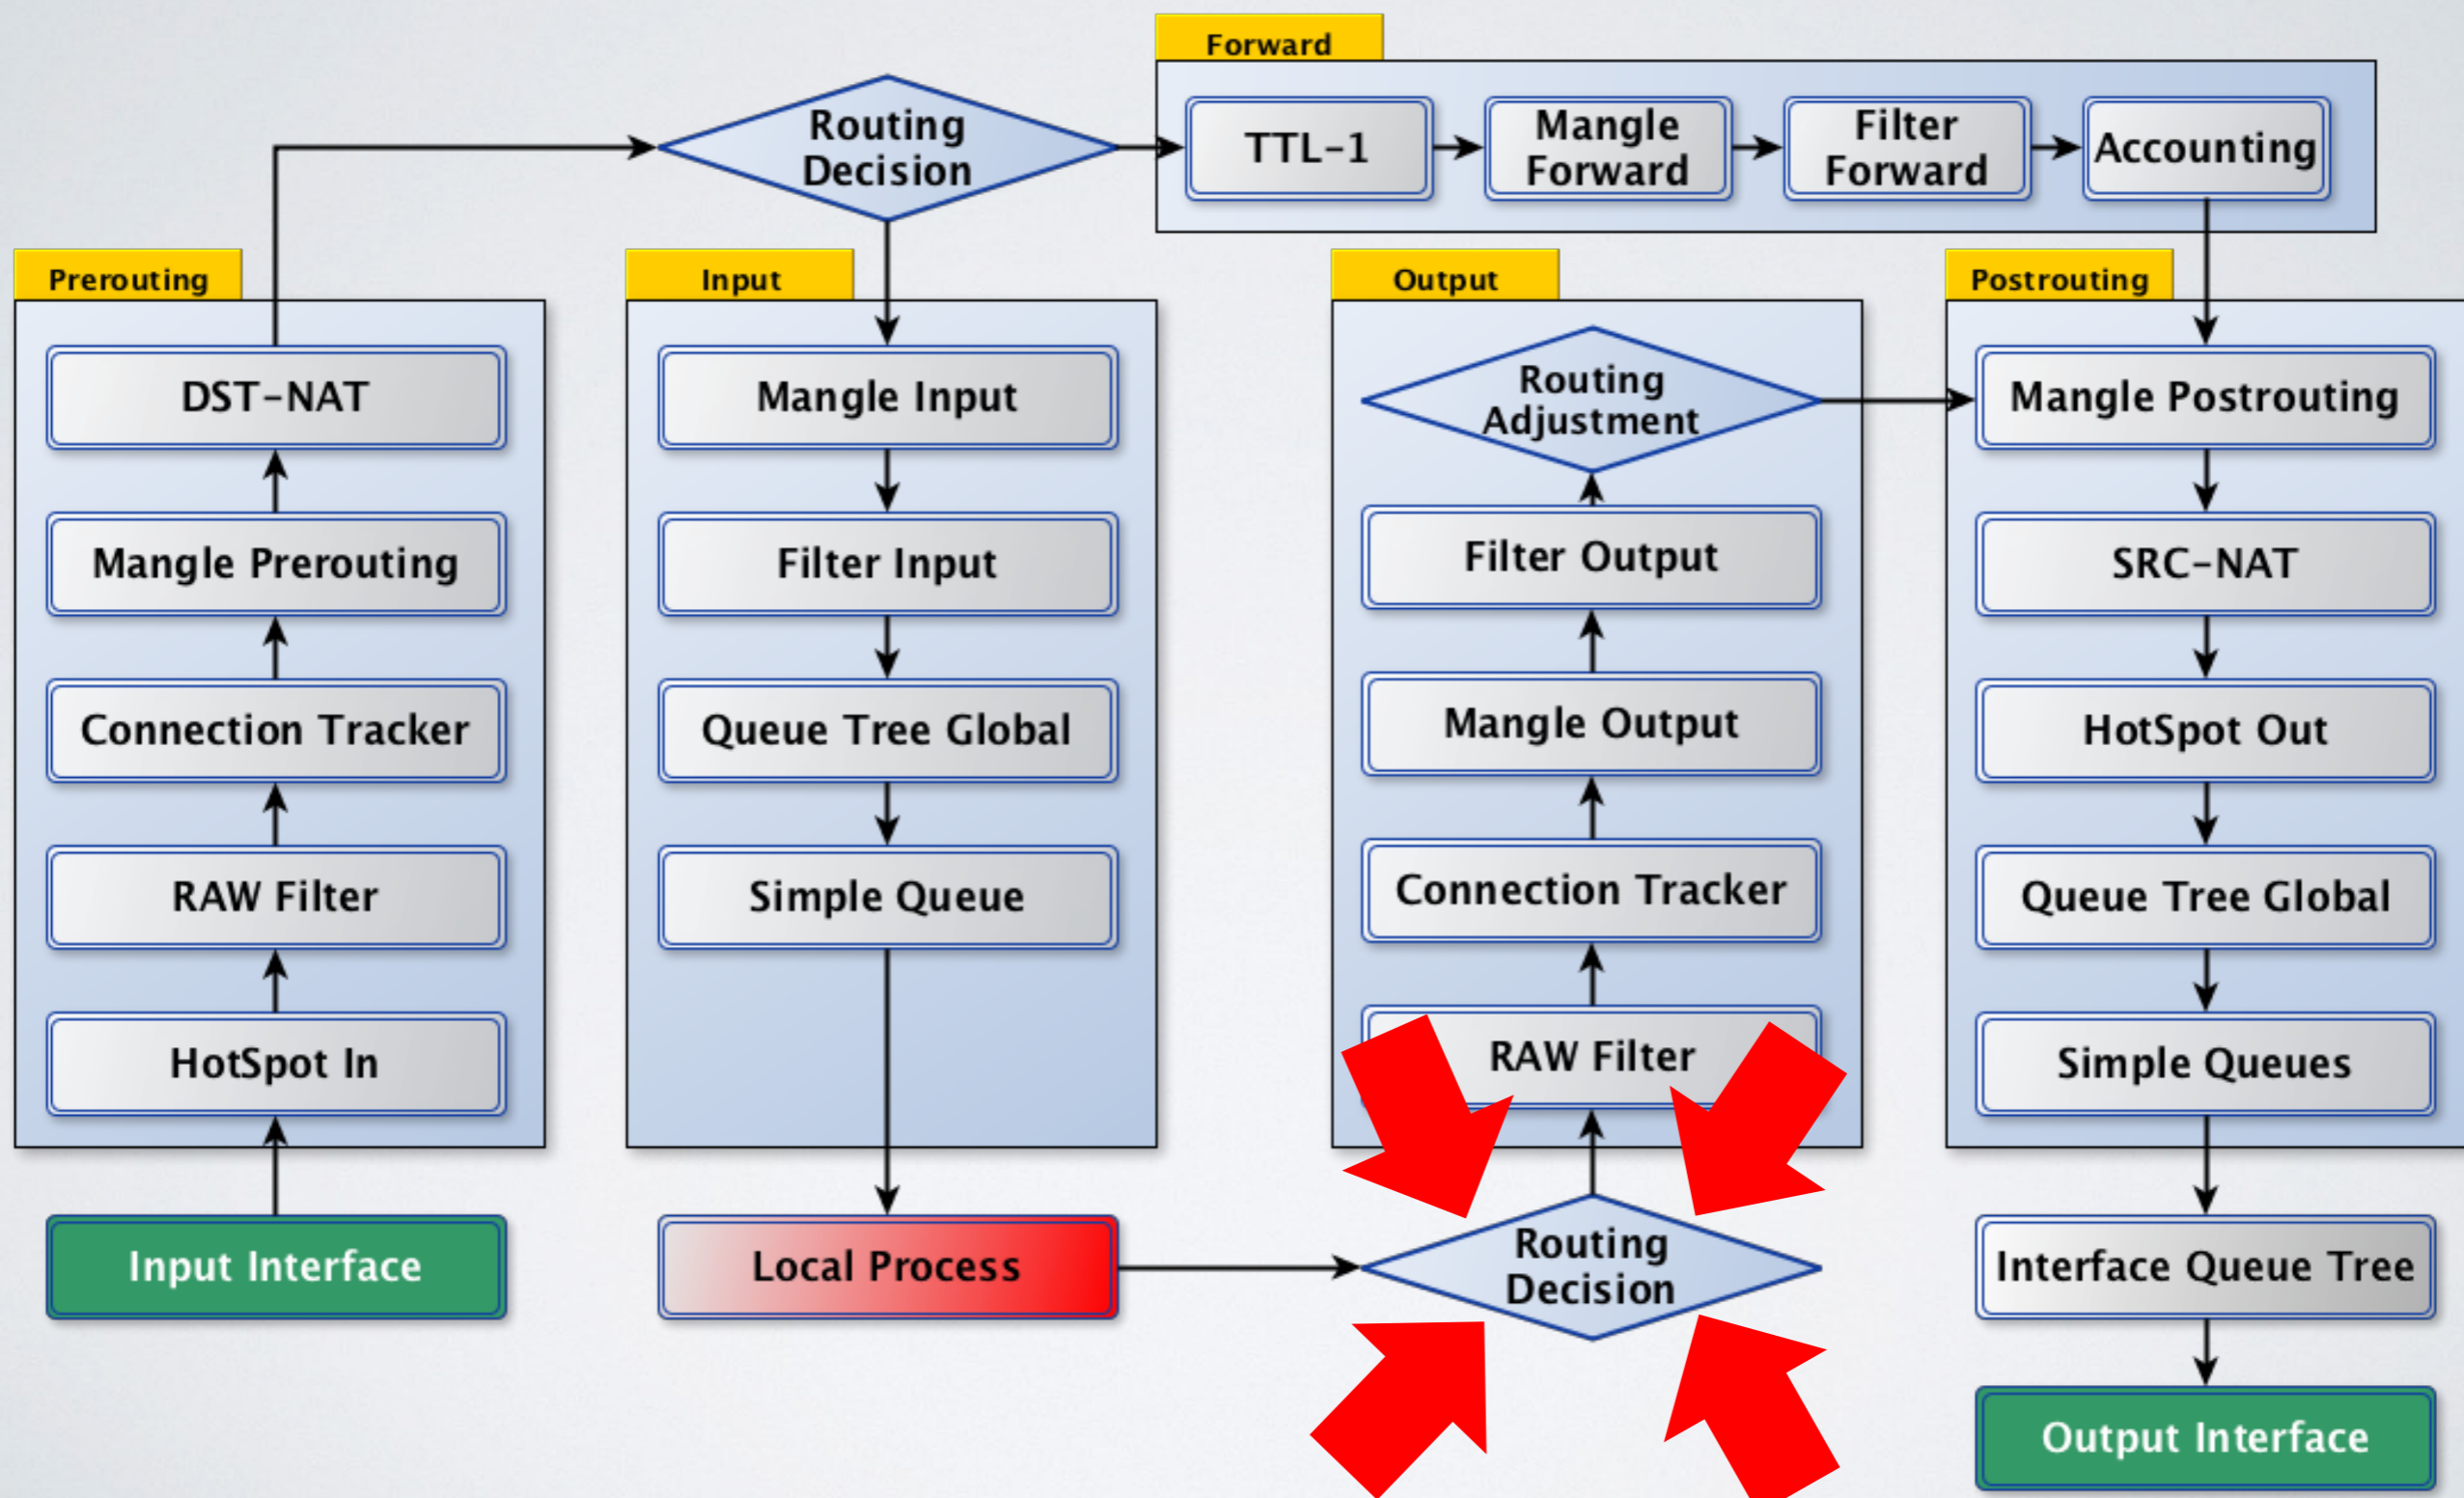 Forward
Routing
Decision
TTL-1
Mangle
Forward
Filter
Forward
Accounting
Prerouting
DST-NAT
Mangle Prerouting
Connection Tracker
RAW Filter
HotSpot In
Input Interface
Input
Mangle Input
Filter Input
Queue Tree Global
Simple Queue
Local Process
Output
Routing
Adjustment
Filter Output
Mangle Output
Connection Tracker
RAW Filter
Routing
Decision
Postrouting
Mangle Postrouting
SRC-NAT
HotSpot Out
Queue Tree Global
Simple Queues
Interface Queue Tree
Output Interface